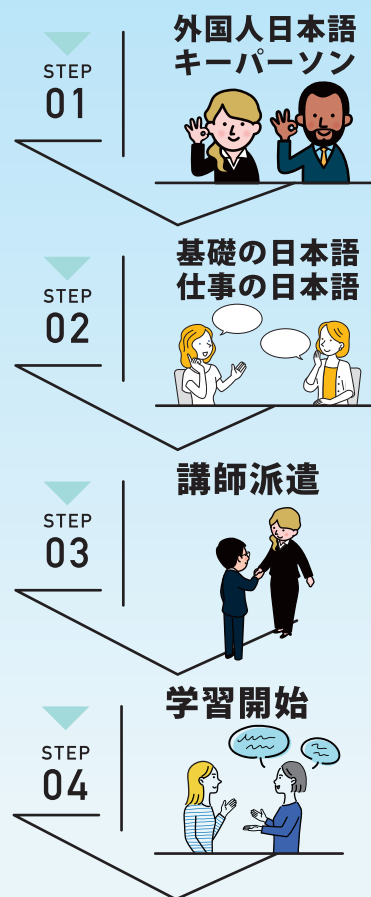 外国人日本語
キーパーソン
STEP
01
基礎の日本語
仕事の日本語
STEP
02
講師派遣
STEP
03
学習開始
STEP
04